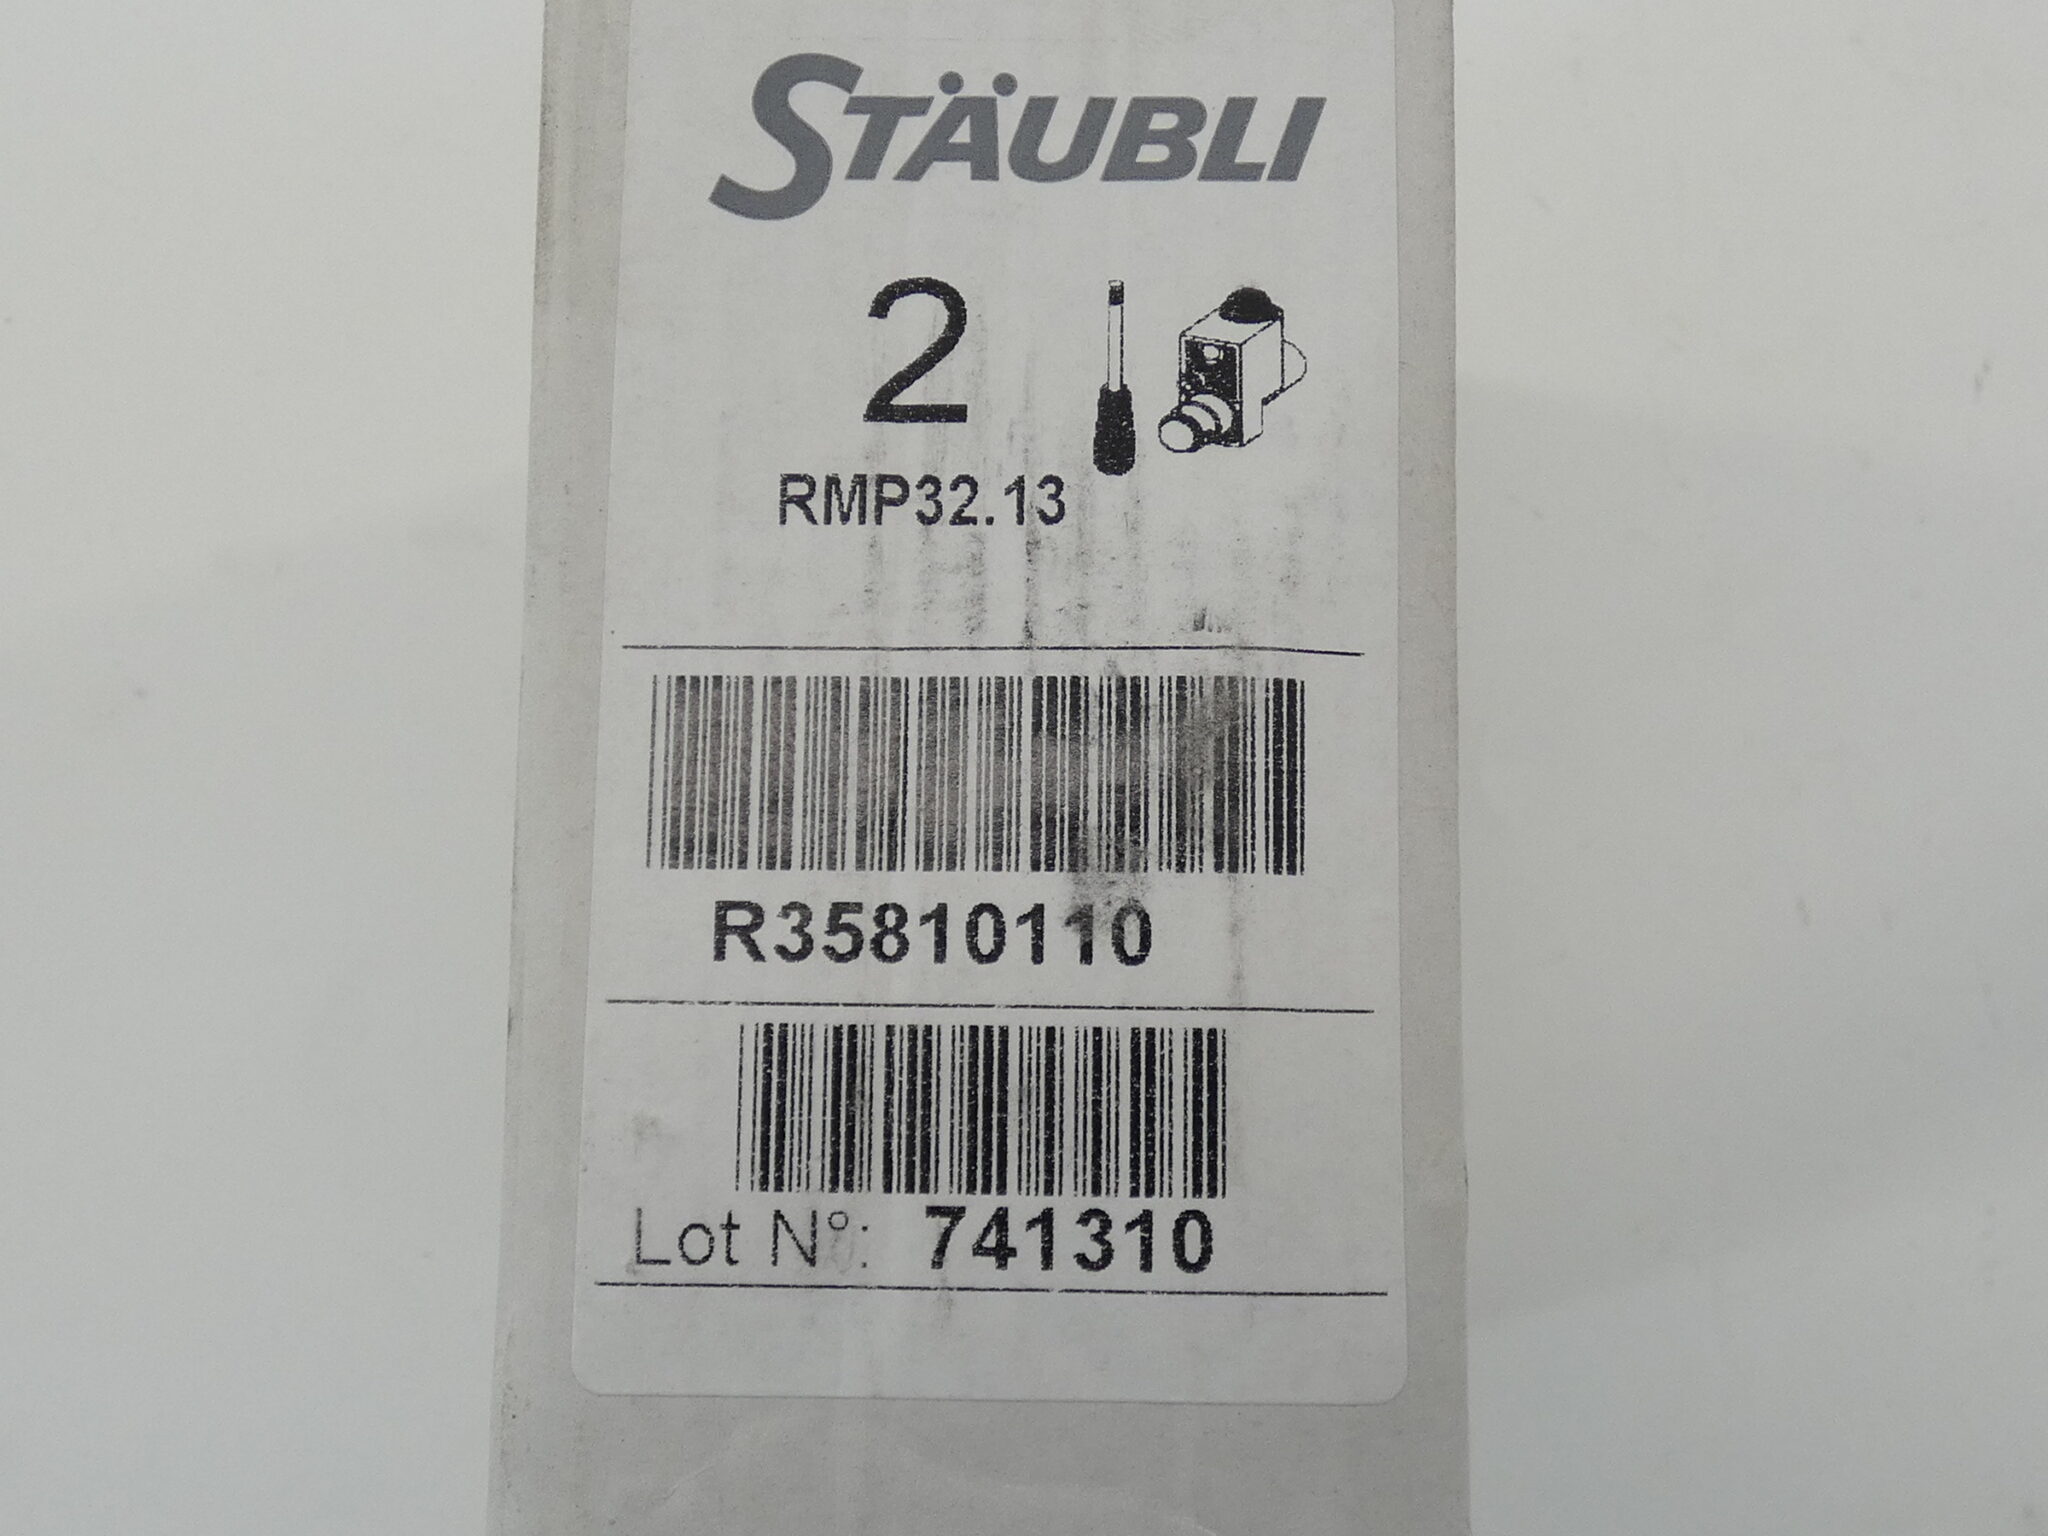 STÄUBLI
2
RMP32.13
R35810110
Lot N°: 741310